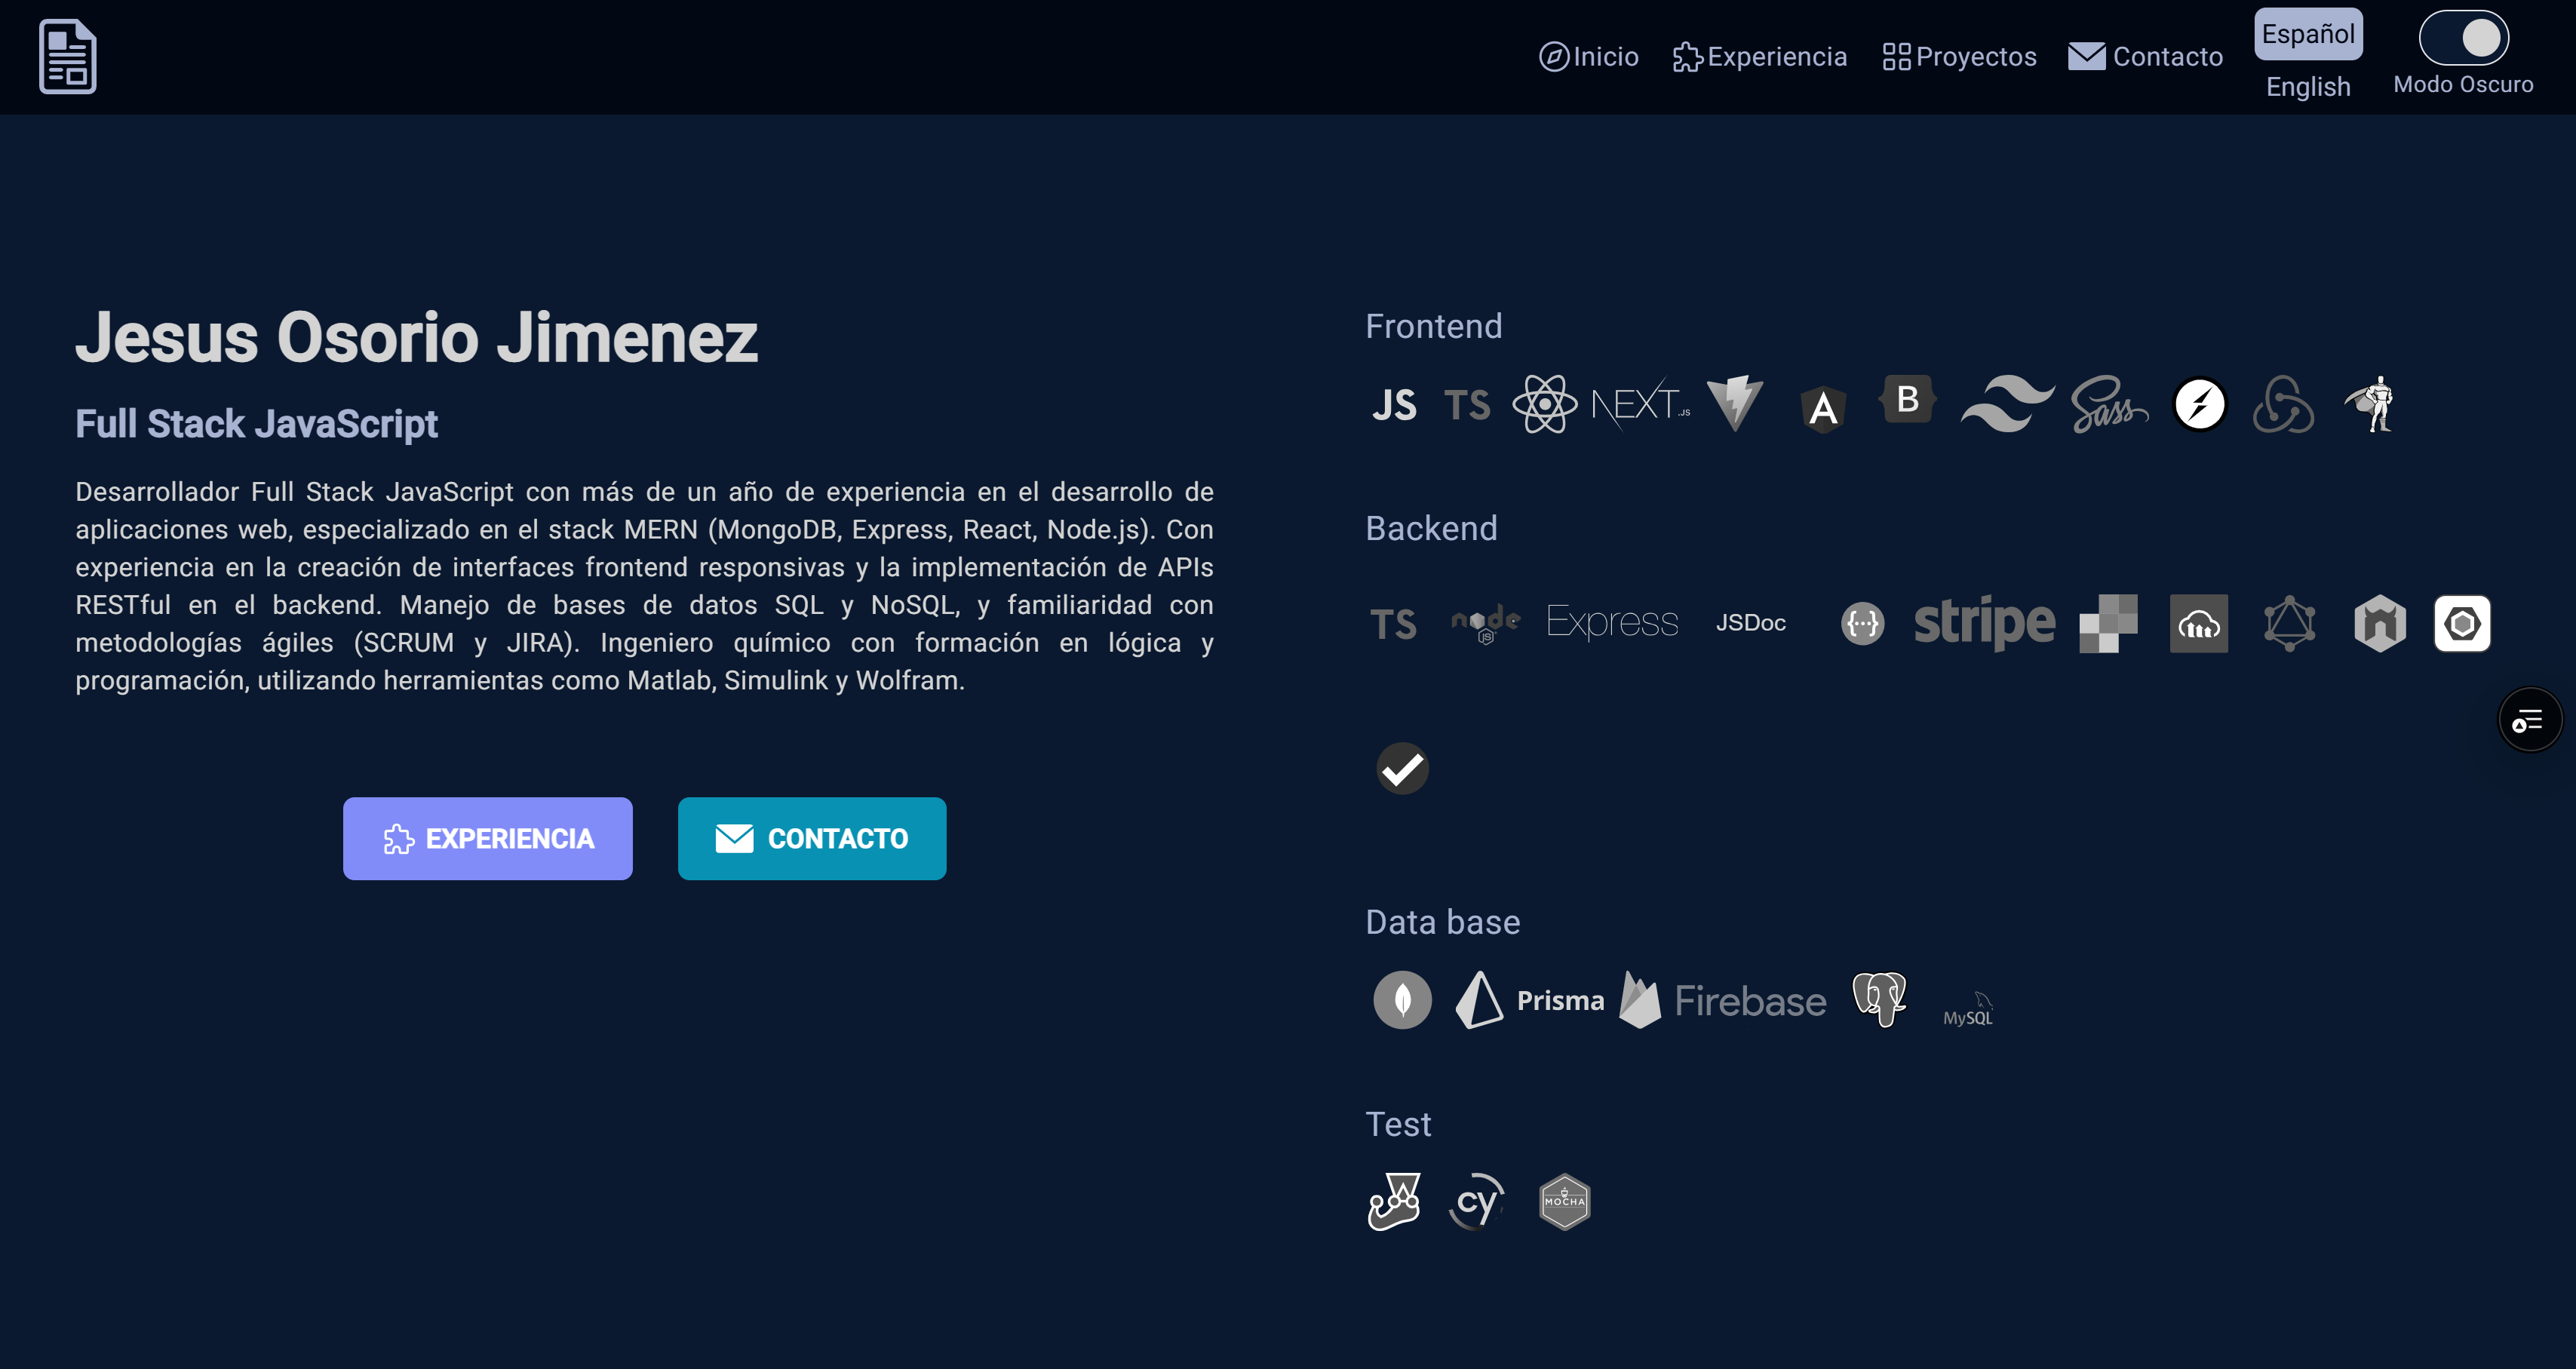 Inicio
Experiencia
Proyectos
Contacto
Español
English
Modo Oscuro
Jesus Osorio Jimenez
Full Stack JavaScript
Desarrollador Full Stack JavaScript con más de un año de experiencia en el desarrollo de
aplicaciones web, especializado en el stack MERN (MongoDB, Express, React, Node.js). Con
experiencia en la creación de interfaces frontend responsivas y la implementación de APIs
RESTful en el backend. Manejo de bases de datos SQL y NoSQL, y familiaridad con
metodologías ágiles (SCRUM y JIRA). Ingeniero químico con formación en lógica y
programación, utilizando herramientas como Matlab, Simulink y Wolfram.
EXPERIENCIA
CONTACTO
Frontend
JS TS NEXT.JS A B Sass
Backend
TS node JS Express JSDoc {···} stripe
Data base
Prisma Firebase MySQL
Test
cy MOCHA